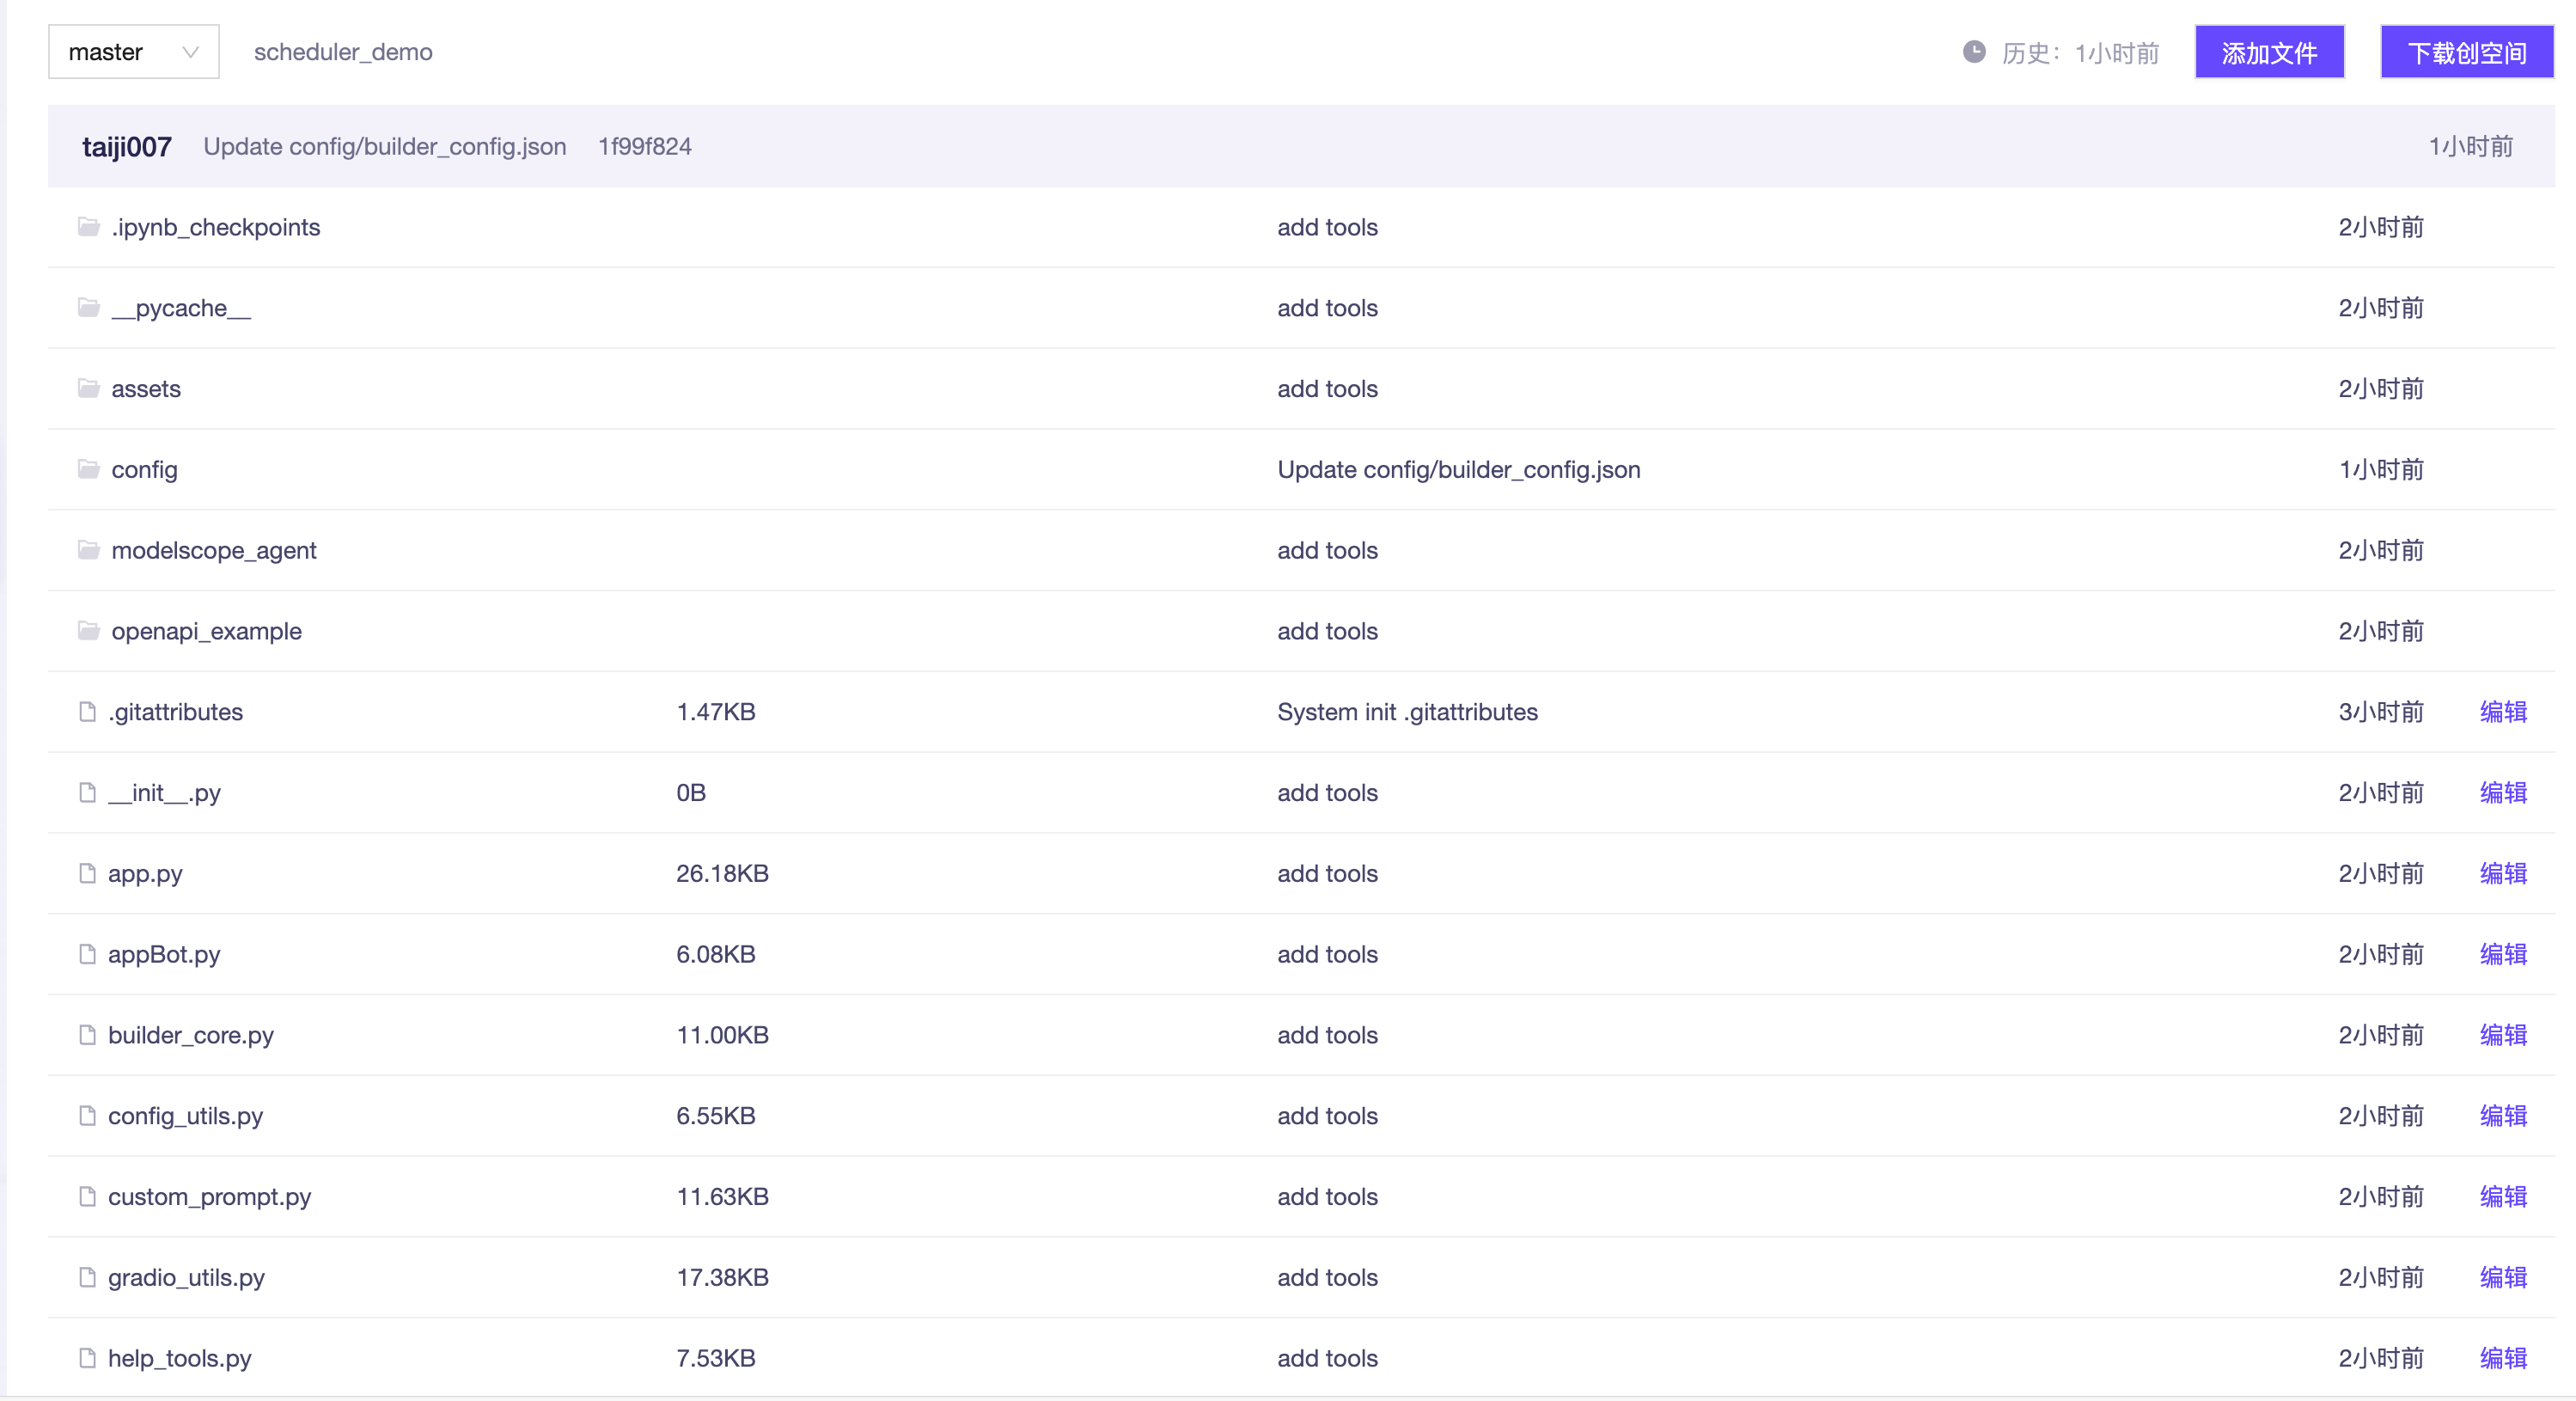 master scheduler_demo 历史：1小时前 添加文件 下载创空间
taiji007 Update config/builder_config.json 1f99f824 1小时前
.ipynb_checkpoints add tools 2小时前
__pycache__ add tools 2小时前
assets add tools 2小时前
config Update config/builder_config.json 1小时前
modelscope_agent add tools 2小时前
openapi_example add tools 2小时前
.gitattributes 1.47KB System init .gitattributes 3小时前 编辑
__init__.py 0B add tools 2小时前 编辑
app.py 26.18KB add tools 2小时前 编辑
appBot.py 6.08KB add tools 2小时前 编辑
builder_core.py 11.00KB add tools 2小时前 编辑
config_utils.py 6.55KB add tools 2小时前 编辑
custom_prompt.py 11.63KB add tools 2小时前 编辑
gradio_utils.py 17.38KB add tools 2小时前 编辑
help_tools.py 7.53KB add tools 2小时前 编辑